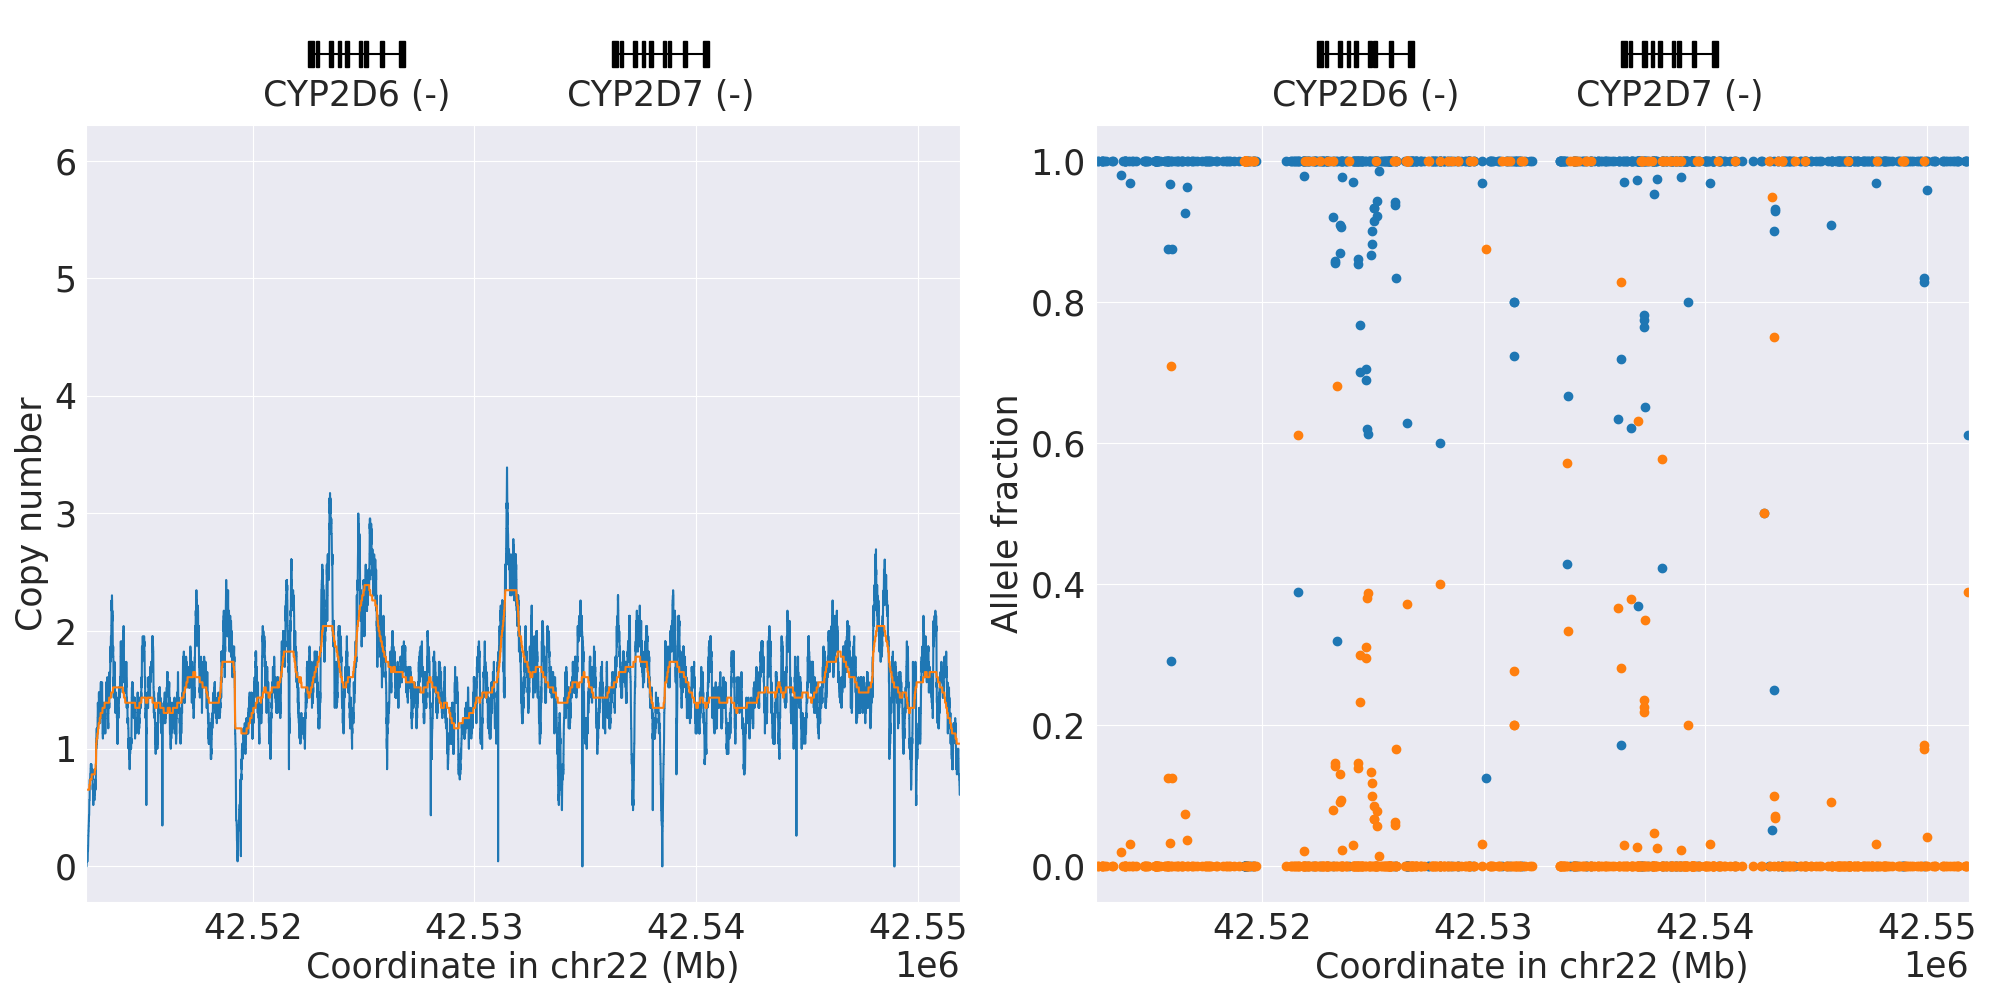 CYP2D6 (-) CYP2D7 (-)
6
5
4
3
2
1
0
Copy number
42.52 42.53 42.54 42.55
Coordinate in chr22 (Mb) 1e6
CYP2D6 (-) CYP2D7 (-)
1.0
0.8
0.6
0.4
0.2
0.0
Allele fraction
42.52 42.53 42.54 42.55
Coordinate in chr22 (Mb) 1e6